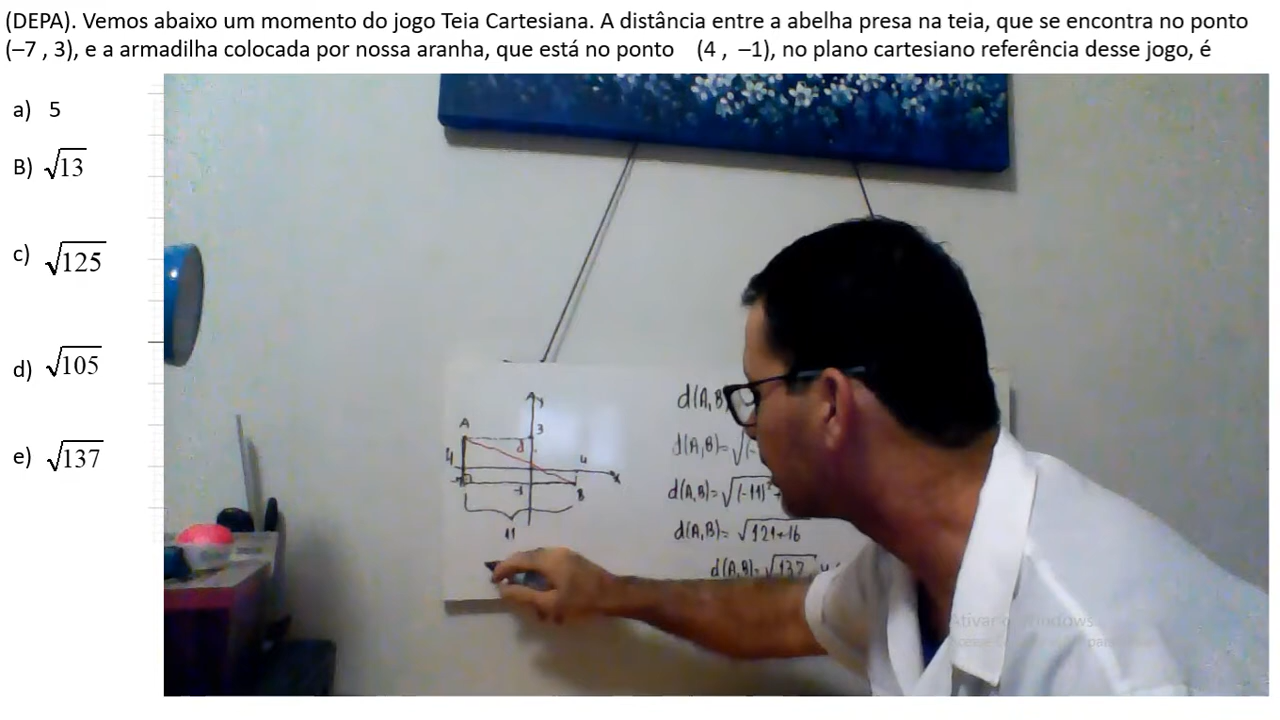 (DEPA). Vemos abaixo um momento do jogo Teia Cartesiana. A distância entre a abelha presa na teia, que se encontra no ponto
(–7 , 3), e a armadilha colocada por nossa aranha, que está no ponto (4 , –1), no plano cartesiano referência desse jogo, é
a) 5
B) √13
c) √125
d) √105
e) √137
y
A
3
d
4
4
x
-1
B
11
d(A,B
d(A,B)= √(-
d(A,B)= √(-11)²+
d(A,B)= √121+16
d(A,B)= √137
Ativar o Windows